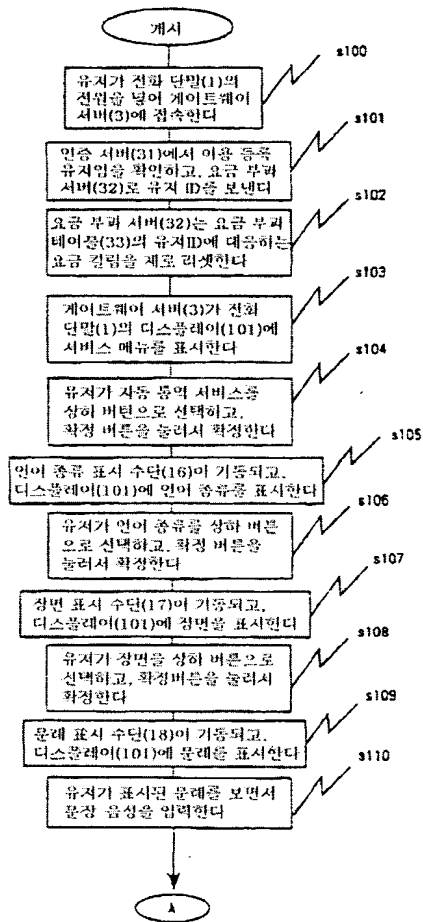 개시
s100
유저가 전화 단말(1)의
전원을 넣어 게이트웨이
서버(3)에 접속한다
s101
인증 서버(31)에서 이용 등록
유저임을 확인하고, 요금 부과
서버(32)로 유저 ID를 보낸다
s102
요금 부과 서버(32)는 요금 부과
테이블(33)의 유저ID에 대응하는
요금 컬럼을 제로 리셋한다
s103
게이트웨이 서버(3)가 전화
단말(1)의 디스플레이(101)에
서비스 메뉴를 표시한다
s104
유저가 자동 통역 서비스를
상하 버튼으로 선택하고,
확정 버튼을 눌러서 확정한다
s105
언어 종류 표시 수단(16)이 기동되고,
디스플레이(101)에 언어 종류를 표시한다
s106
유저가 언어 종류를 상하 버튼
으로 선택하고, 확정 버튼을
눌러서 확정한다
s107
장면 표시 수단(17)이 기동되고,
디스플레이(101)에 장면을 표시한다
s108
유저가 장면을 상하 버튼으로
선택하고, 확정버튼을 눌러서
확정한다
s109
문례 표시 수단(18)이 기동되고,
디스플레이(101)에 문례를 표시한다
s110
유저가 표시된 문례를 보면서
문장 음성을 입력한다
A